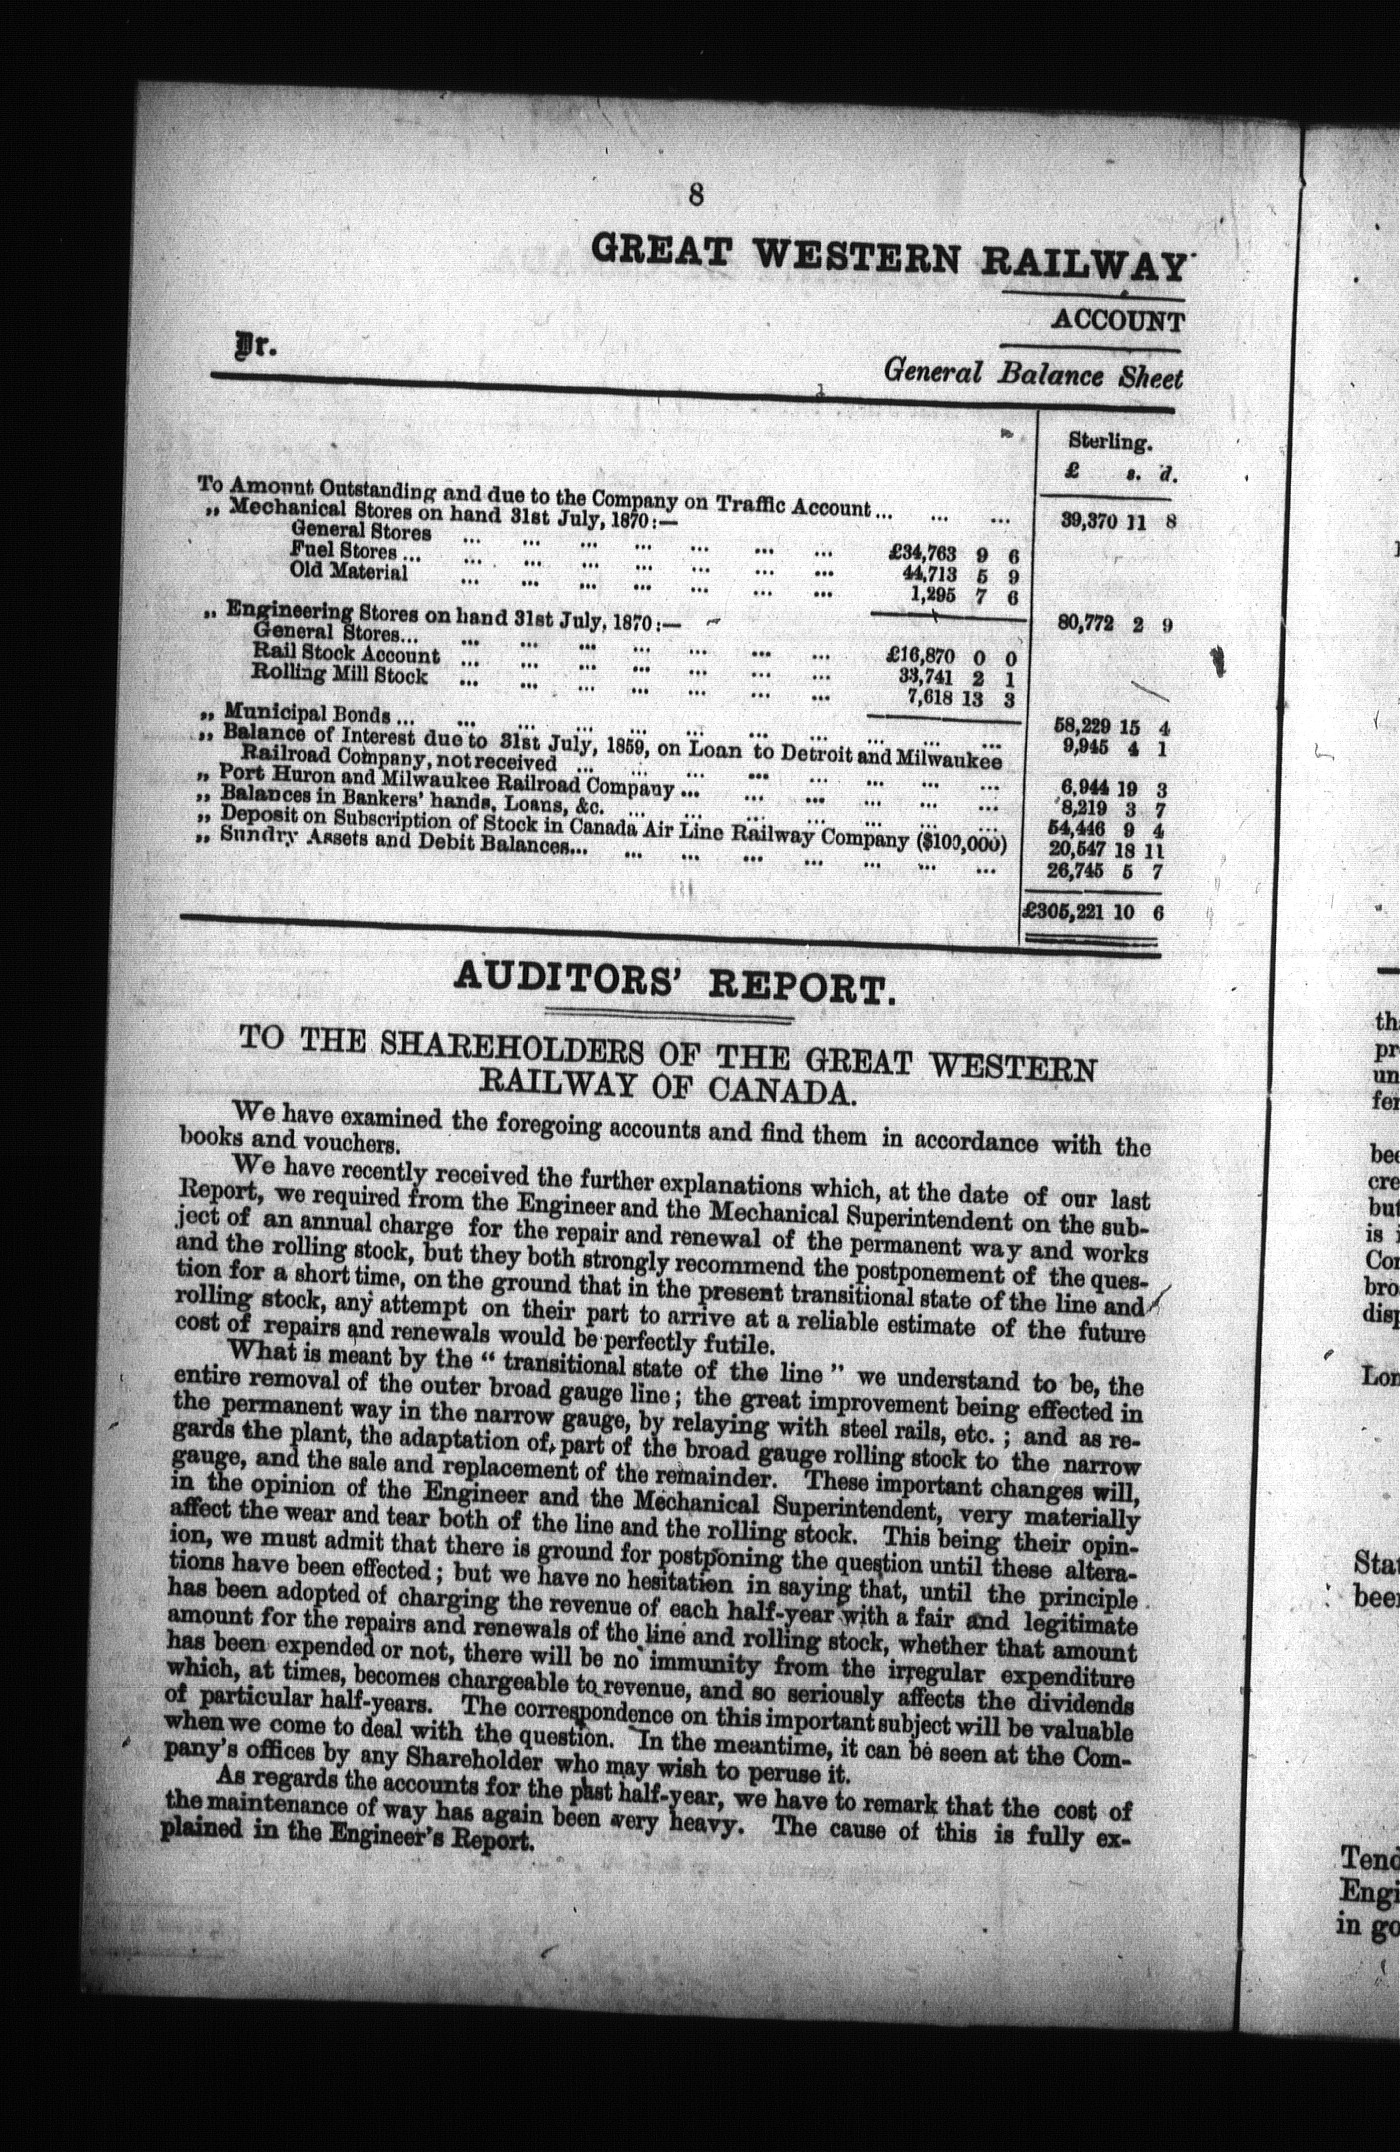 8
GREAT WESTERN RAILWAY
ACCOUNT
Dr.
General Balance Sheet
Sterling.
£ s. d.
To Amount Outstanding and due to the Company on Traffic Account ... ... ... 39,370 11 8
„ Mechanical Stores on hand 31st July, 1870:—
General Stores ... ... ... ... ... ... ... £34,763 9 6
Fuel Stores ... ... ... ... ... ... ... ... 44,713 5 9
Old Material ... ... ... ... ... ... ... 1,295 7 6
80,772 2 9
„ Engineering Stores on hand 31st July, 1870:—
General Stores... ... ... ... ... ... ... ... £16,870 0 0
Rail Stock Account ... ... ... ... ... ... ... 33,741 2 1
Rolling Mill Stock ... ... ... ... ... ... ... 7,618 13 3
58,229 15 4
„ Municipal Bonds ... ... ... ... ... ... ... ... ... ... ... 9,945 4 1
„ Balance of Interest due to 31st July, 1859, on Loan to Detroit and Milwaukee
Railroad Company, not received ... ... ... ... ... ... ... ... 6,944 19 3
„ Port Huron and Milwaukee Railroad Company ... ... ... ... ... ... 8,219 3 7
„ Balances in Bankers' hands, Loans, &c. ... ... ... ... ... ... ... 54,446 9 4
„ Deposit on Subscription of Stock in Canada Air Line Railway Company ($100,000) 20,547 18 11
„ Sundry Assets and Debit Balances... ... ... ... ... ... ... ... 26,745 5 7
£305,221 10 6
AUDITORS' REPORT.
TO THE SHAREHOLDERS OF THE GREAT WESTERN
RAILWAY OF CANADA.
We have examined the foregoing accounts and find them in accordance with the
books and vouchers.
We have recently received the further explanations which, at the date of our last
Report, we required from the Engineer and the Mechanical Superintendent on the sub-
ject of an annual charge for the repair and renewal of the permanent way and works
and the rolling stock, but they both strongly recommend the postponement of the ques-
tion for a short time, on the ground that in the present transitional state of the line and
rolling stock, any attempt on their part to arrive at a reliable estimate of the future
cost of repairs and renewals would be perfectly futile.
What is meant by the “ transitional state of the line ” we understand to be, the
entire removal of the outer broad gauge line ; the great improvement being effected in
the permanent way in the narrow gauge, by relaying with steel rails, etc. ; and as re-
gards the plant, the adaptation of part of the broad gauge rolling stock to the narrow
gauge, and the sale and replacement of the remainder. These important changes will,
in the opinion of the Engineer and the Mechanical Superintendent, very materially
affect the wear and tear both of the line and the rolling stock. This being their opin-
ion, we must admit that there is ground for postponing the question until these altera-
tions have been effected ; but we have no hesitation in saying that, until the principle
has been adopted of charging the revenue of each half-year with a fair and legitimate
amount for the repairs and renewals of the line and rolling stock, whether that amount
has been expended or not, there will be no immunity from the irregular expenditure
which, at times, becomes chargeable to revenue, and so seriously affects the dividends
of particular half-years. The correspondence on this important subject will be valuable
when we come to deal with the question. In the meantime, it can be seen at the Com-
pany's offices by any Shareholder who may wish to peruse it.
As regards the accounts for the past half-year, we have to remark that the cost of
the maintenance of way has again been very heavy. The cause of this is fully ex-
plained in the Engineer's Report.
th
pr
un
fer
bee
cre
but
is
Cor
bro
disp
Lon
Stat
been
Tend
Engi
in go